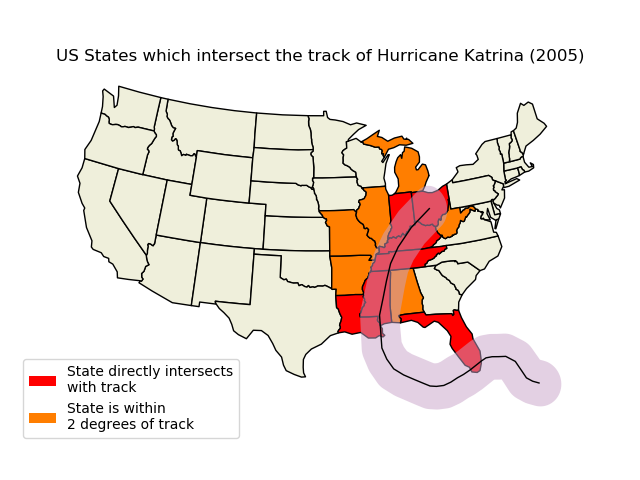 US States which intersect the track of Hurricane Katrina (2005)
State directly intersects
with track
State is within
2 degrees of track